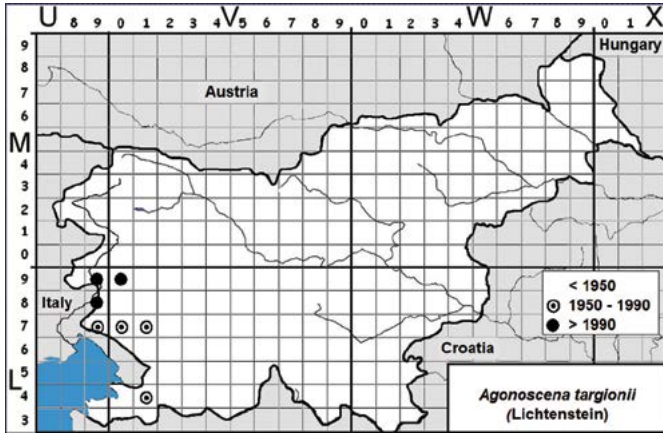 U 8 9 0 1 2 3 4 V 5 6 7 8 9 0 1 2 3 4 W 6 7 8 9 0 1 X
9
Hungary
8
Austria
7
6
M
4
3
2
1
0
9
< 1950
8
Italy
1950 - 1990
7
> 1990
6
Croatia
5
L
4
Agonoscena targionii
(Lichtenstein)
3